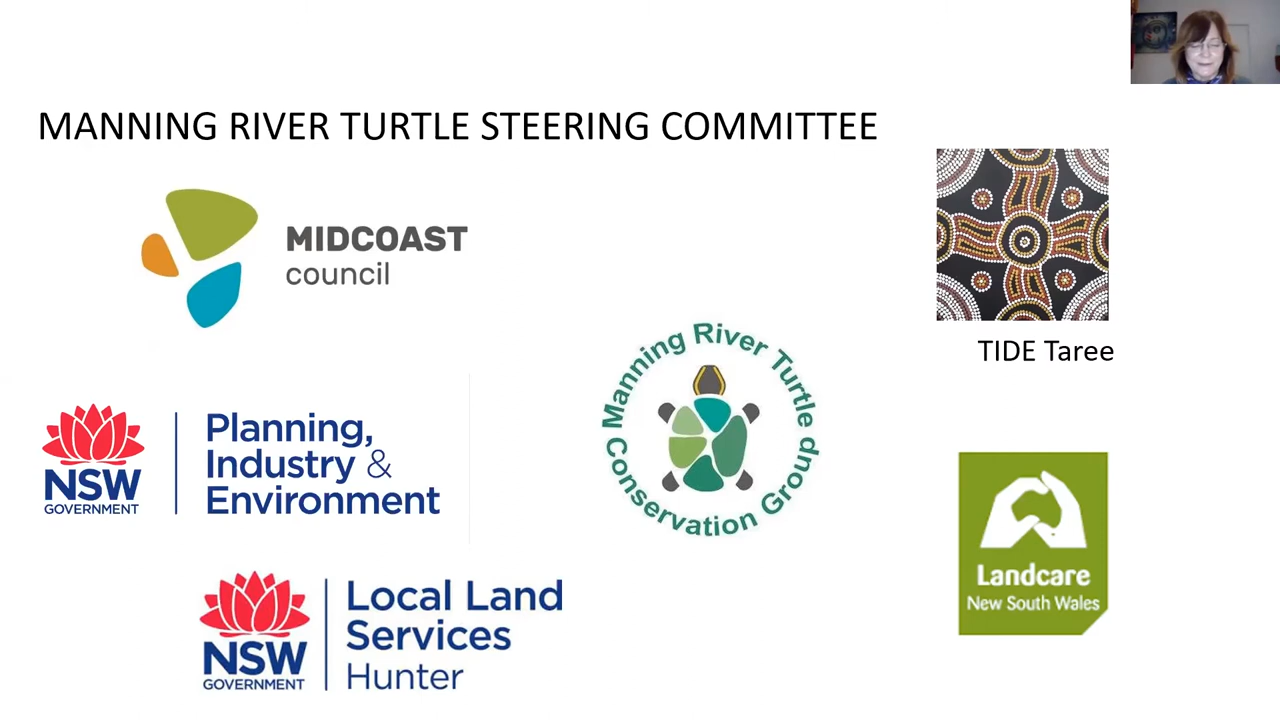 MANNING RIVER TURTLE STEERING COMMITTEE
MIDCOAST
council
TIDE Taree
Manning River Turtle
Conservation Group
NSW
GOVERNMENT
Planning,
Industry &
Environment
Landcare
New South Wales
NSW
GOVERNMENT
Local Land
Services
Hunter